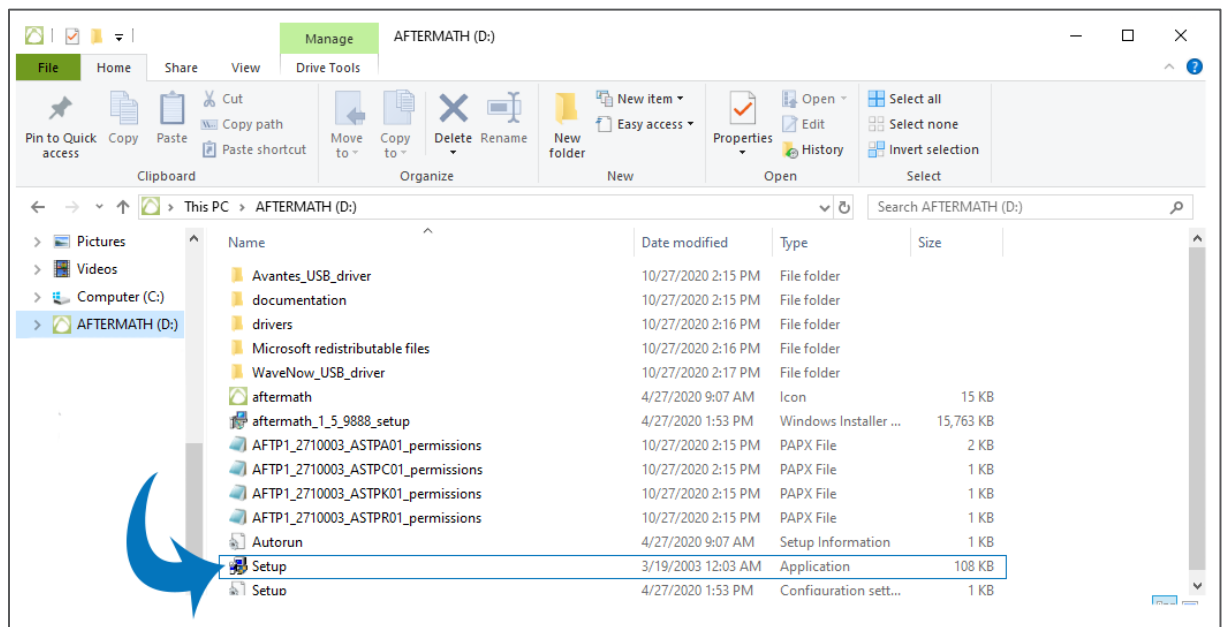 Manage AFTERMATH (D:)
File Home Share View Drive Tools
Pin to Quick access
Copy
Paste
Cut
Copy path
Paste shortcut
Clipboard
Move to
Copy to
Delete
Rename
Organize
New folder
New item
Easy access
New
Properties
Open
Edit
History
Open
Select all
Select none
Invert selection
Select
This PC > AFTERMATH (D:)
Search AFTERMATH (D:)
Pictures
Videos
Computer (C:)
AFTERMATH (D:)
Name Date modified Type Size
Avantes_USB_driver 10/27/2020 2:15 PM File folder
documentation 10/27/2020 2:15 PM File folder
drivers 10/27/2020 2:16 PM File folder
Microsoft redistributable files 10/27/2020 2:16 PM File folder
WaveNow_USB_driver 10/27/2020 2:17 PM File folder
aftermath 4/27/2020 9:07 AM Icon 15 KB
aftermath_1_5_9888_setup 4/27/2020 1:53 PM Windows Installer ... 15,763 KB
AFTP1_2710003_ASTPA01_permissions 10/27/2020 2:15 PM PAPX File 2 KB
AFTP1_2710003_ASTPC01_permissions 10/27/2020 2:15 PM PAPX File 1 KB
AFTP1_2710003_ASTPK01_permissions 10/27/2020 2:15 PM PAPX File 1 KB
AFTP1_2710003_ASTPR01_permissions 10/27/2020 2:15 PM PAPX File 1 KB
Autorun 4/27/2020 9:07 AM Setup Information 1 KB
Setup 3/19/2003 12:03 AM Application 108 KB
Setup 4/27/2020 1:53 PM Configuration sett... 1 KB